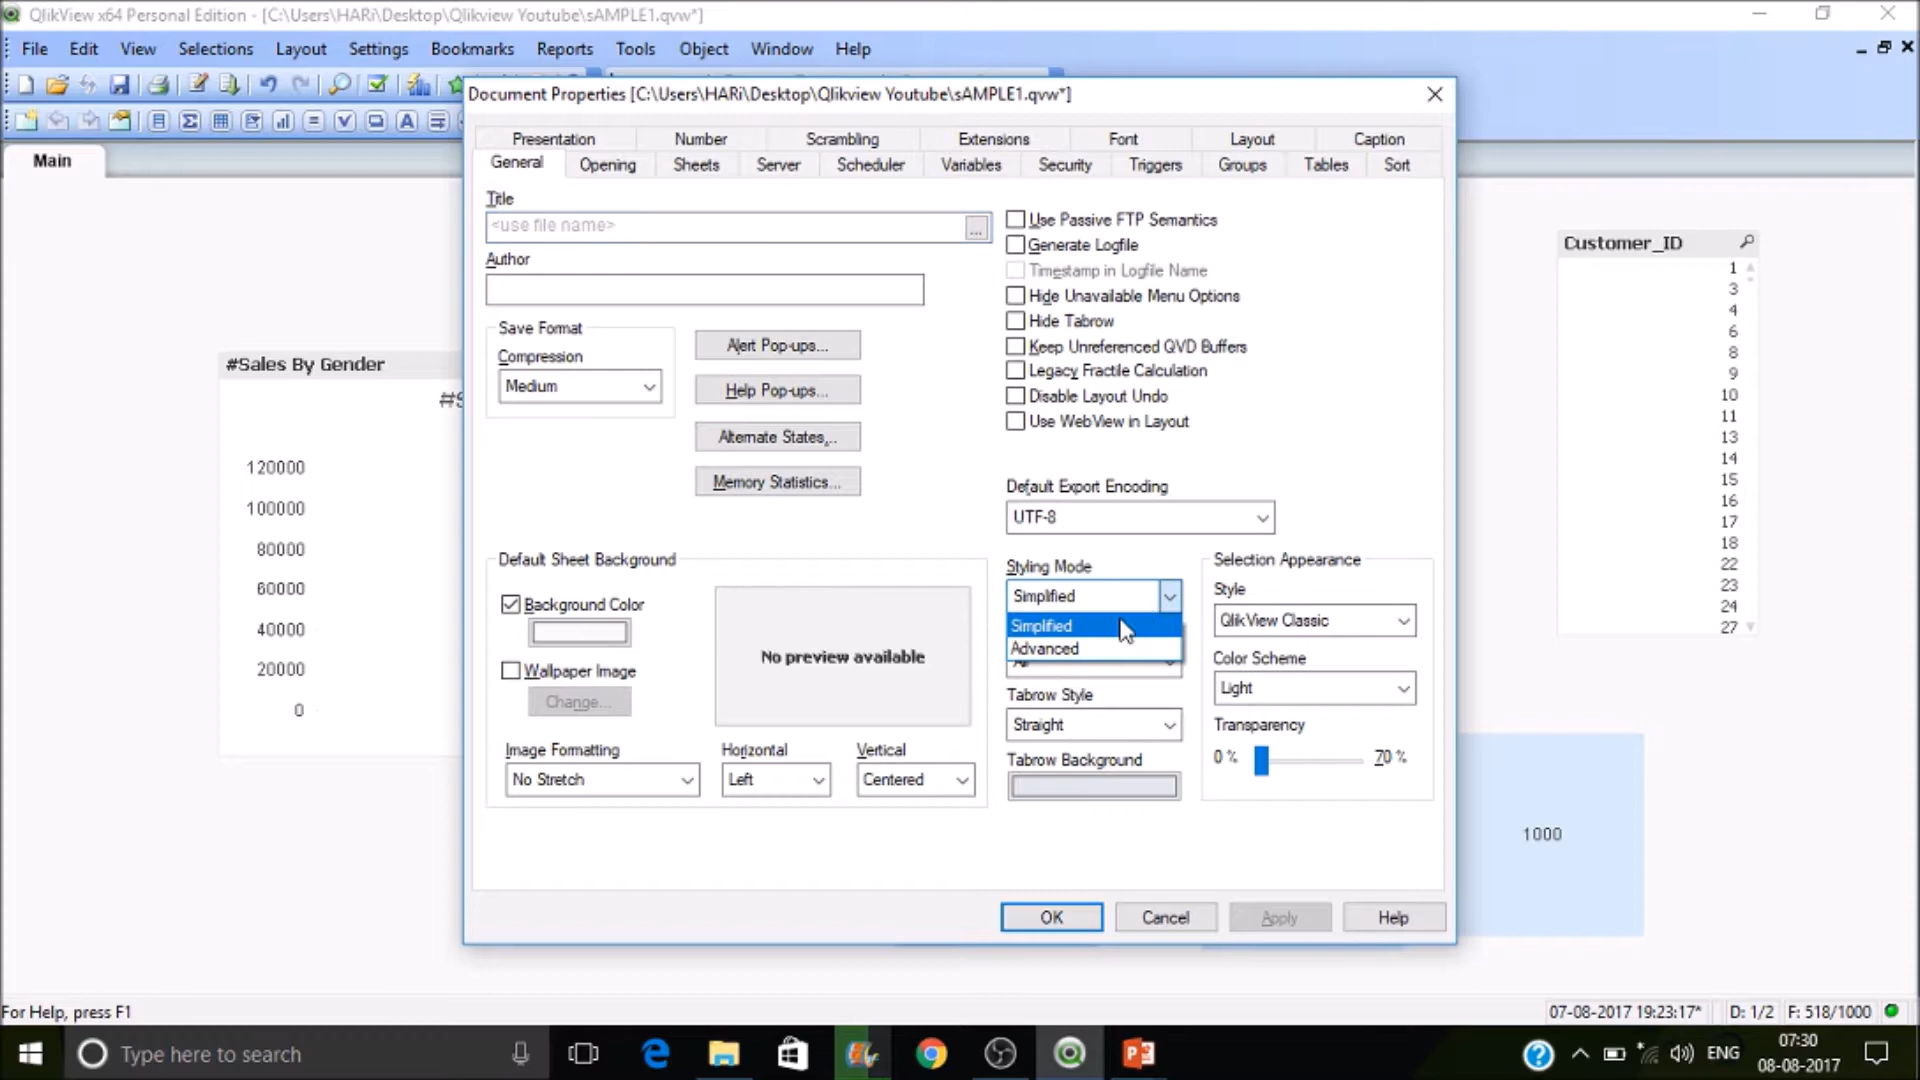 QlikView x64 Personal Edition - [C:\Users\HARi\Desktop\Qlikview Youtube\sAMPLE1.qvw*]
File Edit View Selections Layout Settings Bookmarks Reports Tools Object Window Help
Main
Document Properties [C:\Users\HARi\Desktop\Qlikview Youtube\sAMPLE1.qvw*]
Presentation Number Scrambling Extensions Font Layout Caption
General Opening Sheets Server Scheduler Variables Security Triggers Groups Tables Sort
Title
<use file name>
...
Author
Save Format
Compression
Medium
Alert Pop-ups...
Help Pop-ups...
Alternate States...
Memory Statistics...
Use Passive FTP Semantics
Generate Logfile
Timestamp in Logfile Name
Hide Unavailable Menu Options
Hide Tabrow
Keep Unreferenced QVD Buffers
Legacy Fractile Calculation
Disable Layout Undo
Use WebView in Layout
Default Export Encoding
UTF-8
Default Sheet Background
Background Color
Wallpaper Image
Change...
No preview available
Image Formatting
No Stretch
Horizontal
Left
Vertical
Centered
Styling Mode
Simplified
Simplified
Advanced
Tabrow Style
Straight
Tabrow Background
Selection Appearance
Style
QlikView Classic
Color Scheme
Light
Transparency
0 % 70 %
OK Cancel Apply Help
#Sales By Gender
#S
120000
100000
80000
60000
40000
20000
0
Customer_ID
1
3
4
6
8
9
10
11
13
14
15
16
17
18
22
23
24
27
1000
For Help, press F1
07-08-2017 19:23:17* D: 1/2 F: 518/1000
Type here to search
ENG
07:30
08-08-2017